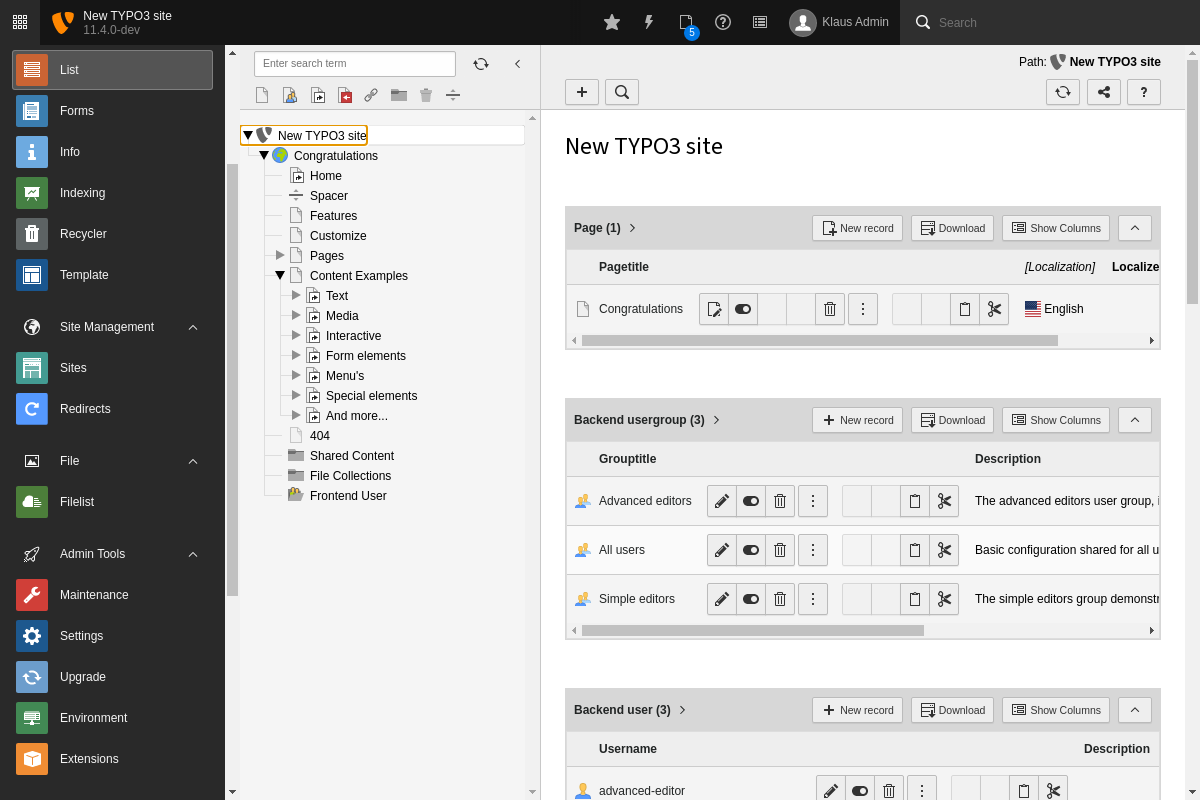 New TYPO3 site
11.4.0-dev
5
Klaus Admin
Search
List
Forms
Info
Indexing
Recycler
Template
Site Management
Sites
Redirects
File
Filelist
Admin Tools
Maintenance
Settings
Upgrade
Environment
Extensions
Enter search term
New TYPO3 site
Congratulations
Home
Spacer
Features
Customize
Pages
Content Examples
Text
Media
Interactive
Form elements
Menu's
Special elements
And more...
404
Shared Content
File Collections
Frontend User
Path: New TYPO3 site
?
New TYPO3 site
Page (1)
New record
Download
Show Columns
Pagetitle
[Localization]
Localize
Congratulations
English
Backend usergroup (3)
New record
Download
Show Columns
Grouptitle
Description
Advanced editors
The advanced editors user group,
All users
Basic configuration shared for all u
Simple editors
The simple editors group demonstr
Backend user (3)
New record
Download
Show Columns
Username
Description
advanced-editor